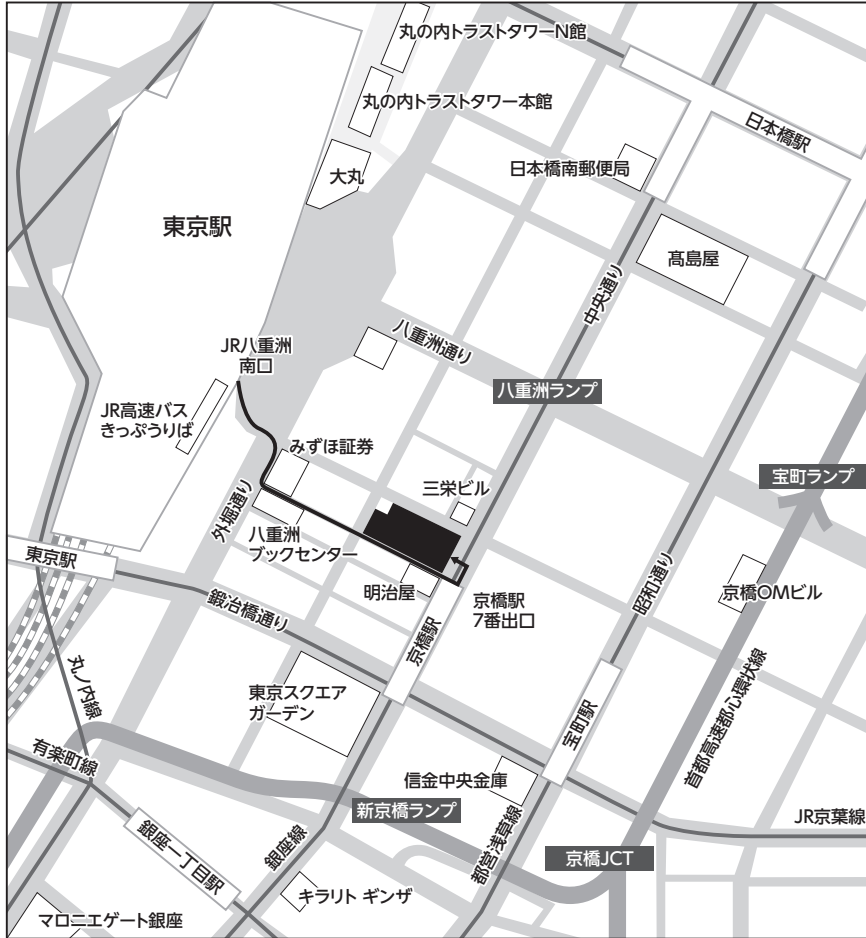 丸の内トラストタワーN館
丸の内トラストタワー本館
日本橋駅
日本橋南郵便局
大丸
東京駅
髙島屋
中央通り
八重洲通り
JR八重洲
南口
八重洲ランプ
JR高速バス
きっぷうりば
みずほ証券
宝町ランプ
三栄ビル
外堀通り
八重洲
ブックセンター
東京駅
昭和通り
京橋OMビル
明治屋
京橋駅
7番出口
鍛冶橋通り
京橋駅
丸ノ内線
東京スクエア
ガーデン
宝町駅
首都高速都心環状線
有楽町線
信金中央金庫
新京橋ランプ
JR京葉線
銀座一丁目駅
銀座線
都営浅草線
京橋JCT
キラリト ギンザ
マロニエゲート銀座